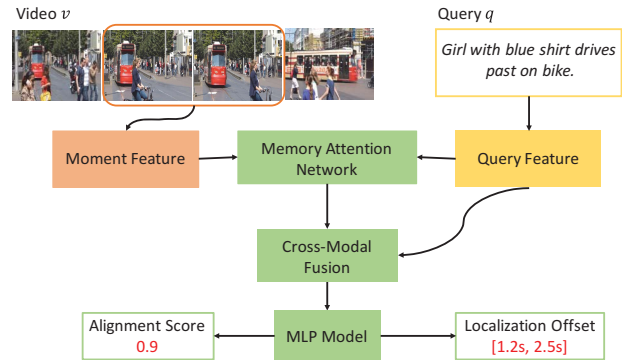 Video v
Query q
Girl with blue shirt drives
past on bike.
Moment Feature
Memory Attention
Network
Query Feature
Cross-Modal
Fusion
Alignment Score
0.9
MLP Model
Localization Offset
[1.2s, 2.5s]